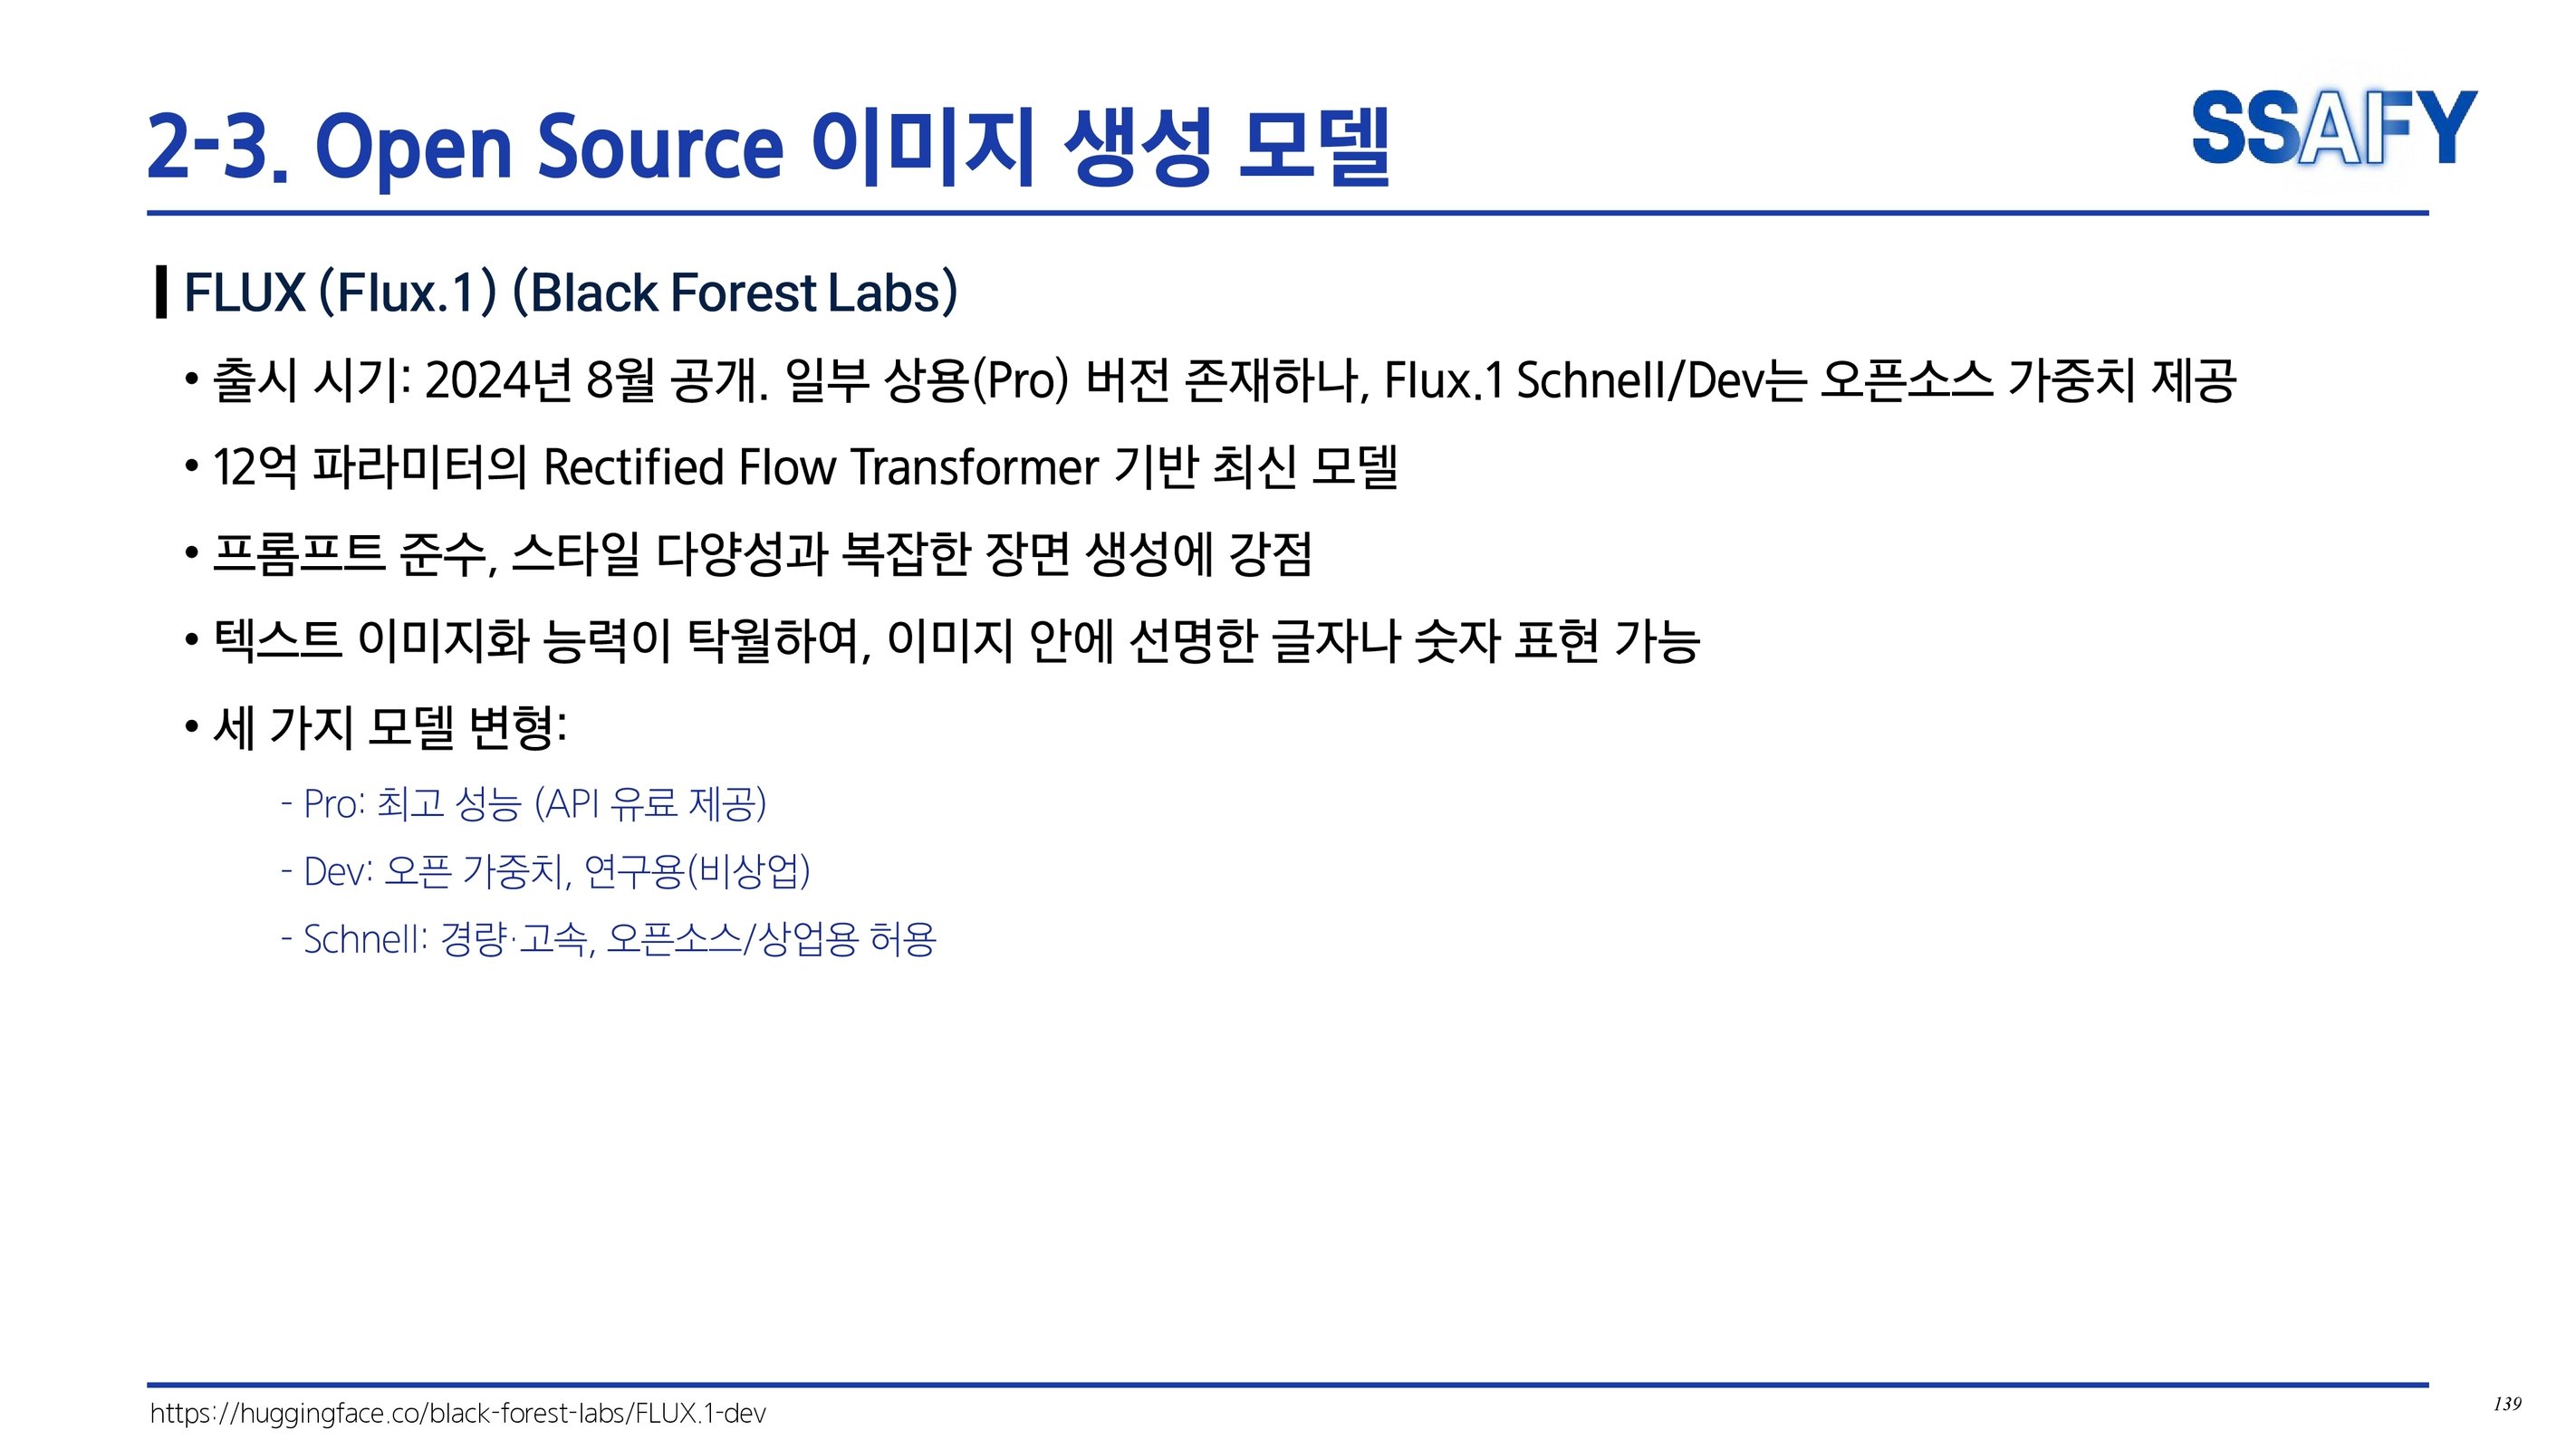 2-3. Open Source 이미지 생성 모델
SSAFY
FLUX (Flux.1) (Black Forest Labs)
• 출시 시기: 2024년 8월 공개. 일부 상용(Pro) 버전 존재하나, Flux.1 Schnell/Dev는 오픈소스 가중치 제공
• 12억 파라미터의 Rectified Flow Transformer 기반 최신 모델
• 프롬프트 준수, 스타일 다양성과 복잡한 장면 생성에 강점
• 텍스트 이미지화 능력이 탁월하여, 이미지 안에 선명한 글자나 숫자 표현 가능
• 세 가지 모델 변형:
- Pro: 최고 성능 (API 유료 제공)
- Dev: 오픈 가중치, 연구용(비상업)
- Schnell: 경량·고속, 오픈소스/상업용 허용
https://huggingface.co/black-forest-labs/FLUX.1-dev
139